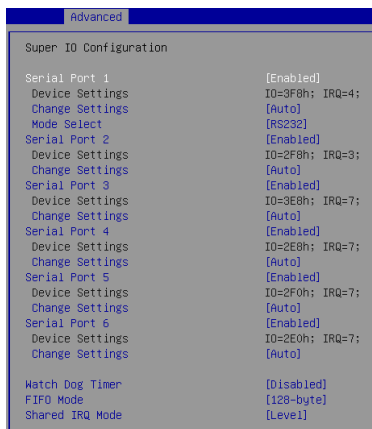 Advanced
Super IO Configuration
Serial Port 1 [Enabled]
Device Settings IO=3F8h; IRQ=4;
Change Settings [Auto]
Mode Select [RS232]
Serial Port 2 [Enabled]
Device Settings IO=2F8h; IRQ=3;
Change Settings [Auto]
Serial Port 3 [Enabled]
Device Settings IO=3E8h; IRQ=7;
Change Settings [Auto]
Serial Port 4 [Enabled]
Device Settings IO=2E8h; IRQ=7;
Change Settings [Auto]
Serial Port 5 [Enabled]
Device Settings IO=2F0h; IRQ=7;
Change Settings [Auto]
Serial Port 6 [Enabled]
Device Settings IO=2E0h; IRQ=7;
Change Settings [Auto]
Watch Dog Timer [Disabled]
FIFO Mode [128-byte]
Shared IRQ Mode [Level]